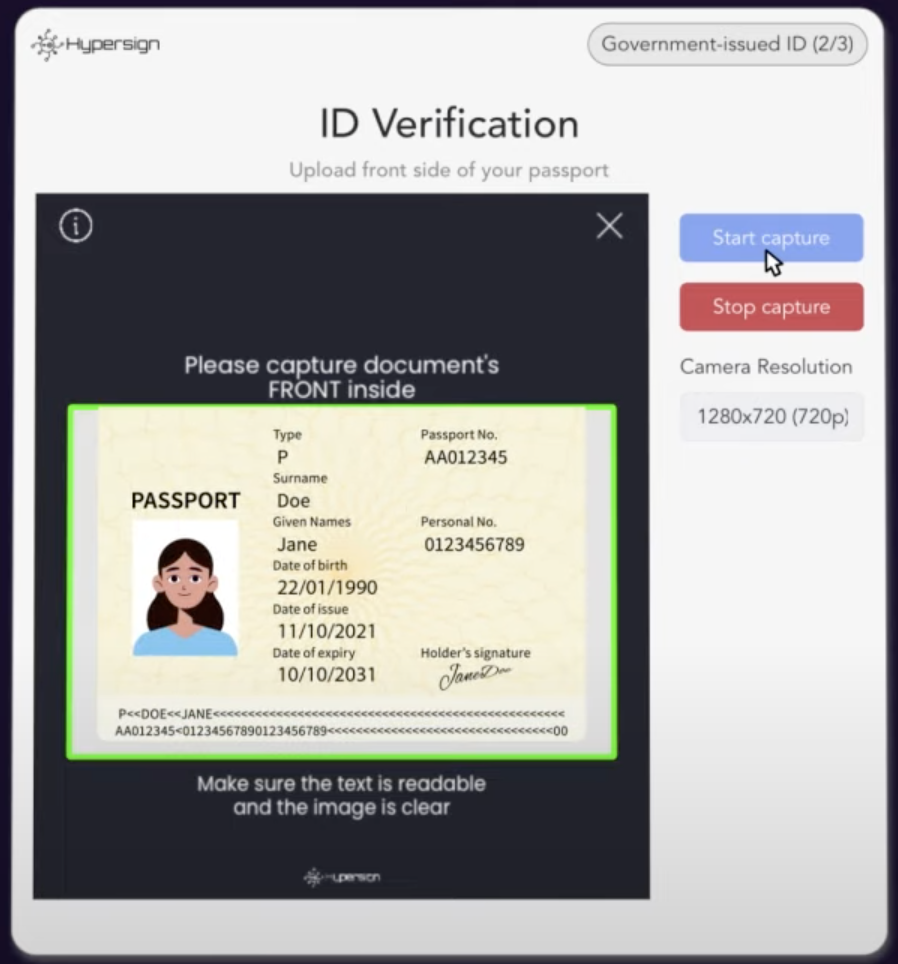 Hypersign
Government-issued ID (2/3)
ID Verification
Upload front side of your passport
i
Start capture
Stop capture
Camera Resolution
1280x720 (720p)
Please capture document's
FRONT inside
PASSPORT
Type
P
Passport No.
AA012345
Surname
Doe
Given Names
Jane
Personal No.
0123456789
Date of birth
22/01/1990
Date of issue
11/10/2021
Date of expiry
10/10/2031
Holder's signature
JaneDoe
P<<DOE<<JANE<<<<<<<<<<<<<<<<<<<<<<<<<<<<<<<<<<<<<<<<<<<<<<
AA012345<01234567890123456789<<<<<<<<<<<<<<<<<<<<<<<<<<<<<<<00
Make sure the text is readable
and the image is clear
Hypersign